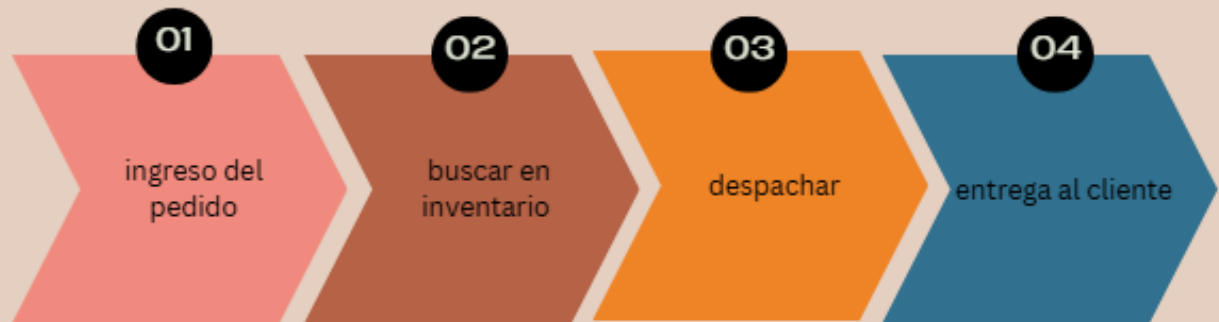 01
ingreso del
pedido
02
buscar en
inventario
03
despachar
04
entrega al cliente